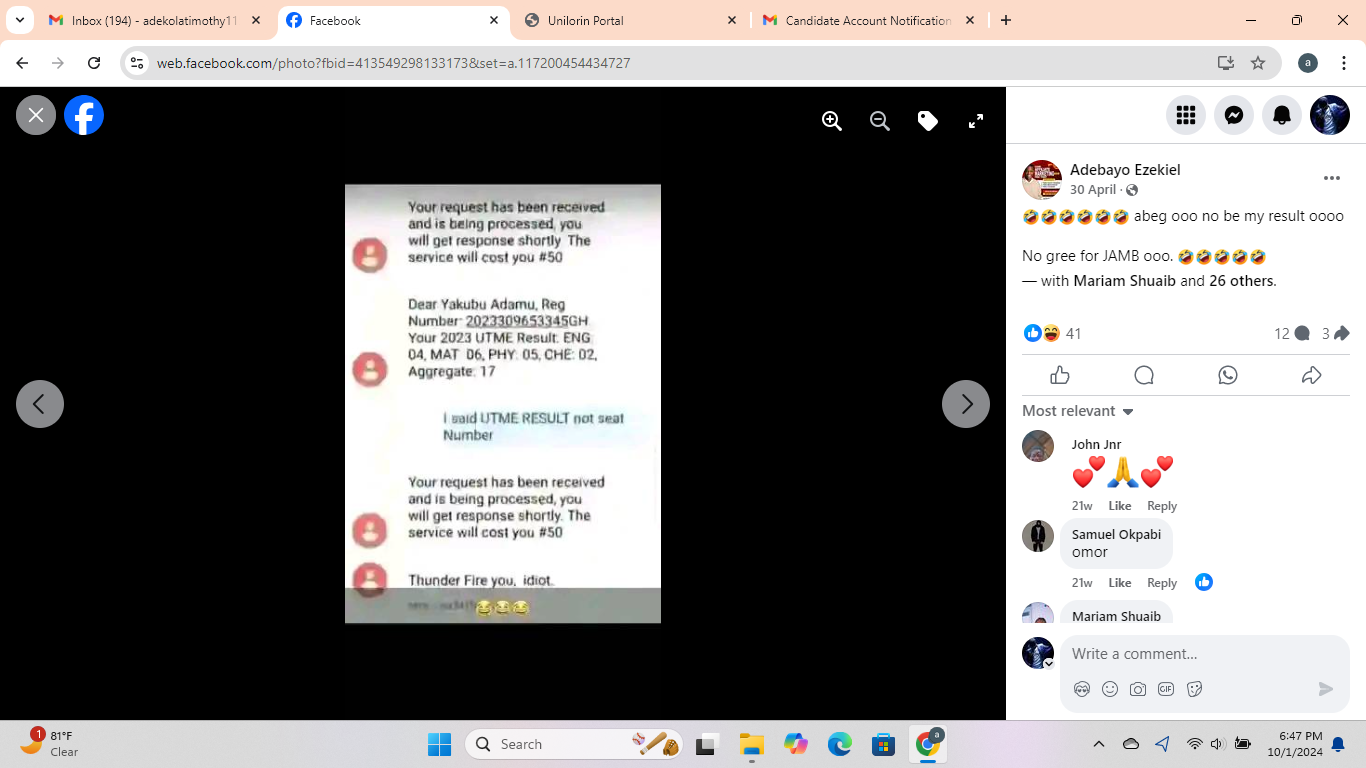 Inbox (194) - adekolatimothy11
Facebook
Unilorin Portal
Candidate Account Notification
web.facebook.com/photo?fbid=413549298133173&set=a.117200454434727
a
Your request has been received
and is being processed, you
will get response shortly The
service will cost you #50
Dear Yakubu Adamu, Reg
Number: 2023309653345GH
Your 2023 UTME Result: ENG:
04, MAT 06, PHY: 05, CHE: 02,
Aggregate: 17
I said UTME RESULT not seat
Number
Your request has been received
and is being processed, you
will get response shortly. The
service will cost you #50
Thunder Fire you, idiot.
😂😂😂
Adebayo Ezekiel
30 April ·
🤣🤣🤣🤣🤣🤣 abeg ooo no be my result oooo
No gree for JAMB ooo. 🤣🤣🤣🤣🤣
— with Mariam Shuaib and 26 others.
41
12 3
Most relevant
John Jnr
💕🙏💕
21w Like Reply
Samuel Okpabi
omor
21w Like Reply
Mariam Shuaib
Write a comment...
GIF
1
81°F
Clear
Search
a
6:47 PM
10/1/2024